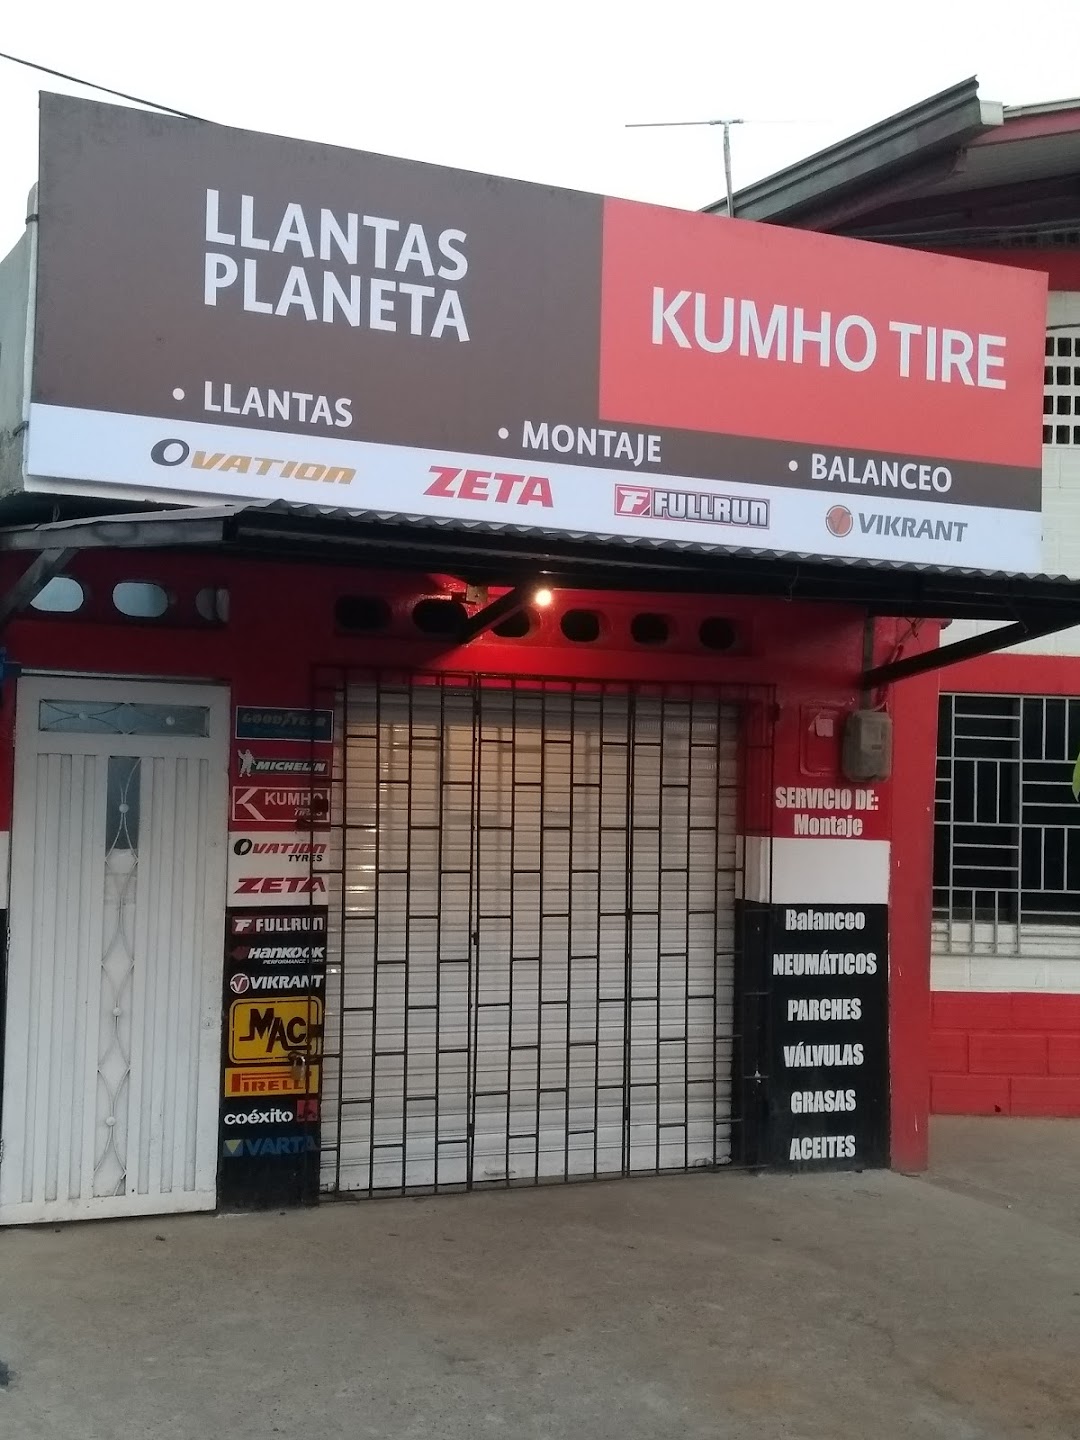 LLANTAS
PLANETA
KUMHO TIRE
• LLANTAS
• MONTAJE
• BALANCEO
OVATION
ZETA
F FULLRUN
VIKRANT
GOODYEAR
MICHELIN
KUMHO
TIRE
OVATION
TYRES
ZETA
F FULLRUN
HANKOOK
VIKRANT
MAC
PIRELLI
coéxito
VARTA
SERVICIO DE:
Montaje
Balanceo
NEUMÁTICOS
PARCHES
VÁLVULAS
GRASAS
ACEITES